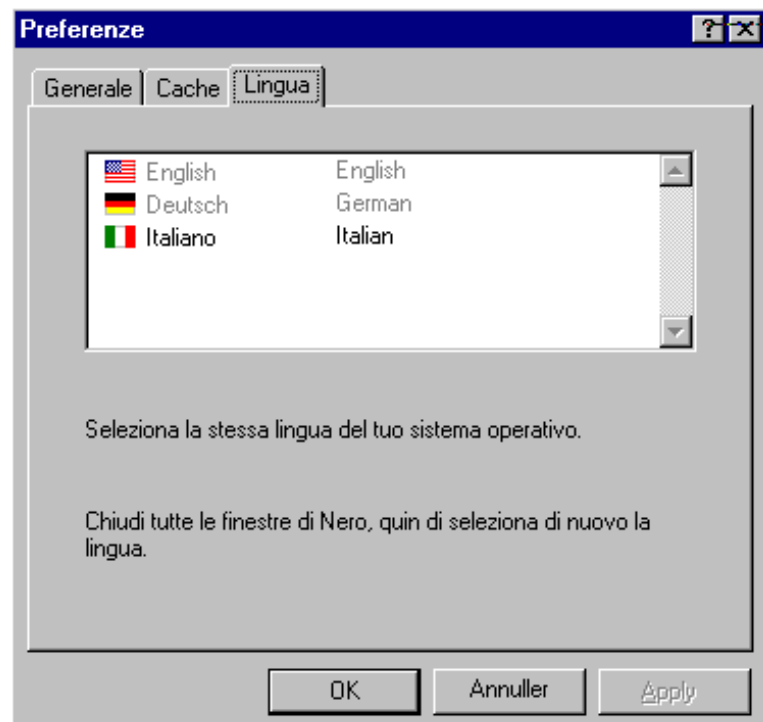 Preferenze
Generale Cache Lingua
English English
Deutsch German
Italiano Italian
Seleziona la stessa lingua del tuo sistema operativo.
Chiudi tutte le finestre di Nero, quin di seleziona di nuovo la
lingua.
OK Annuller Apply